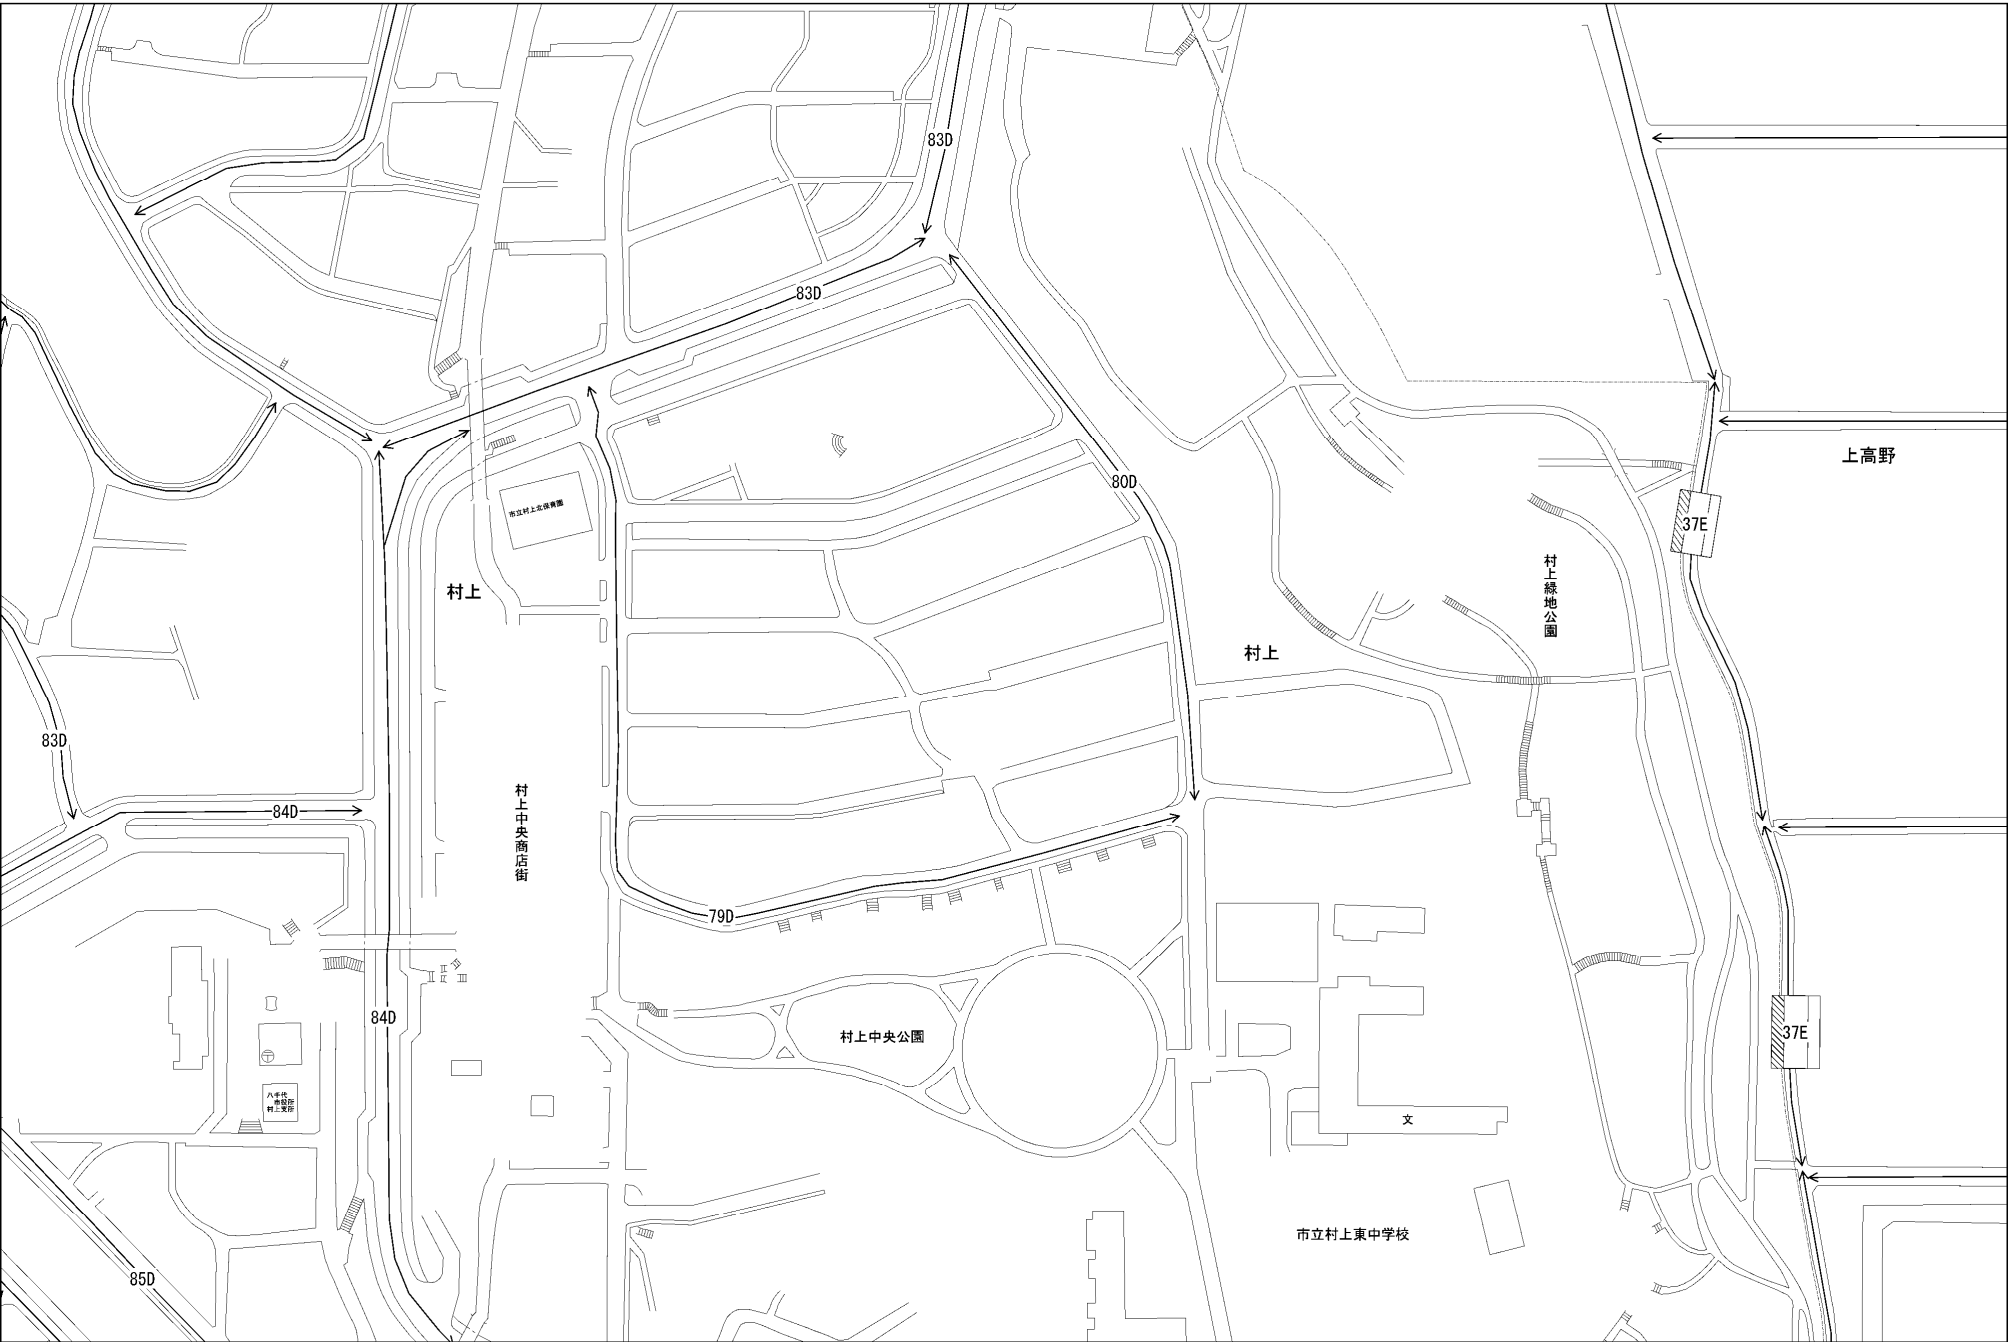 83D
83D
上高野
80D
市立村上北保育園
37E
村上
村上緑地公園
村上
83D
84D
村上中央商店街
79D
84D
村上中央公園
37E
八千代
市役所
村上支所
文
市立村上東中学校
85D